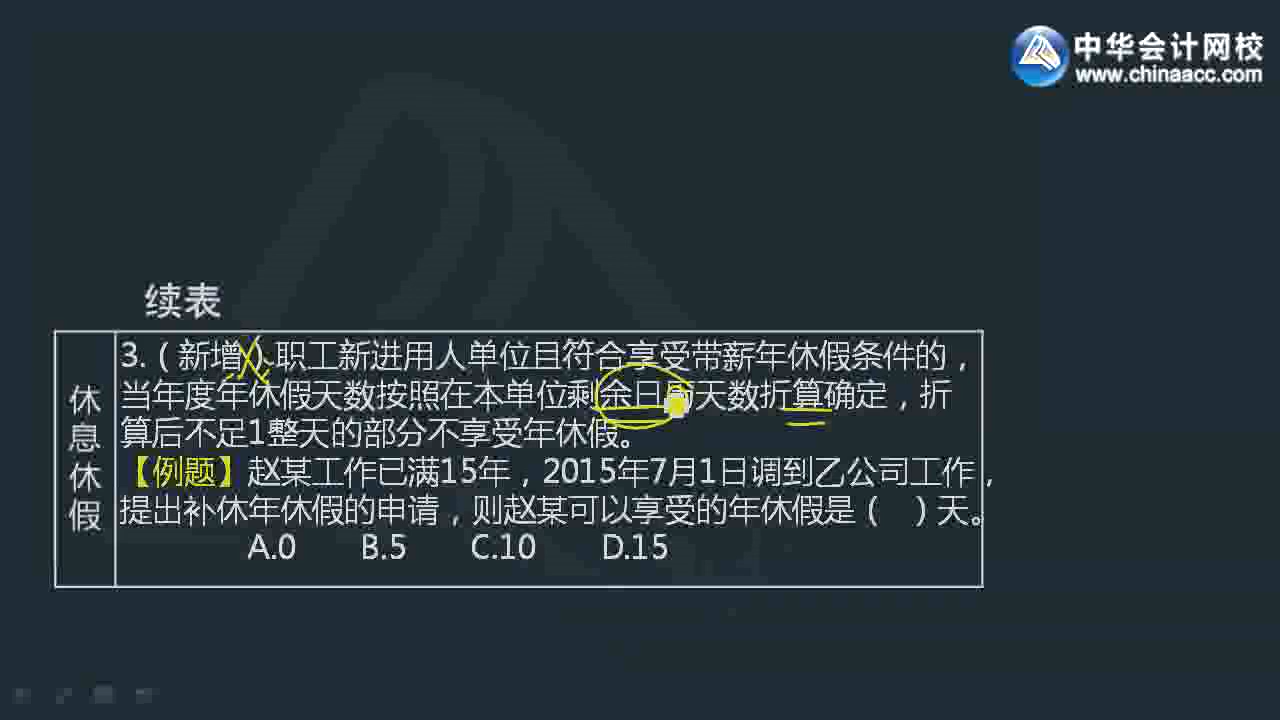 中华会计网校
www.chinaacc.com
续表
休息休假
3.（新增）职工新进用人单位且符合享受带薪年休假条件的，
当年度年休假天数按照在本单位剩余日历天数折算确定，折
算后不足1整天的部分不享受年休假。
【例题】赵某工作已满15年，2015年7月1日调到乙公司工作，
提出补休年休假的申请，则赵某可以享受的年休假是（ ）天。
A.0 B.5 C.10 D.15